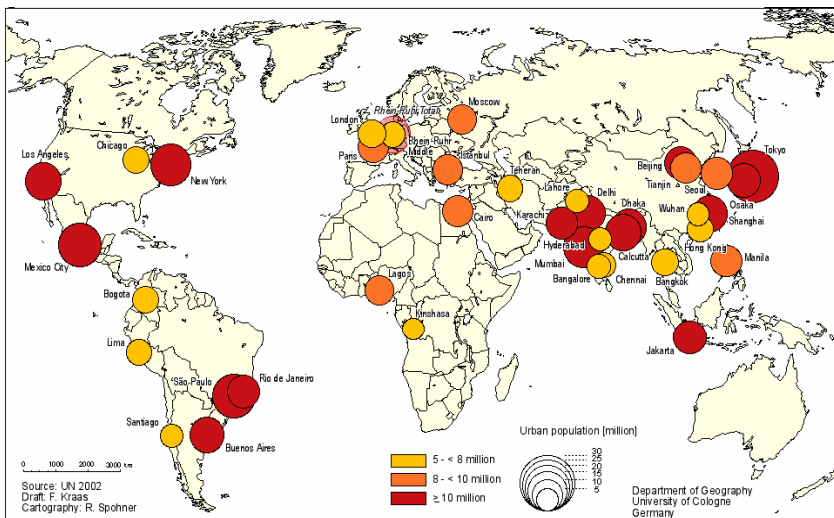 Moscow
Rhein-Ruhr,Total
London
Rhein-Ruhr
Middle
Paris
Istanbul
Chicago
Los Angeles
New York
Teheran
Lahore
Beijing
Tokyo
Tianjin
Seoul
Delhi
Dhaka
Wuhan
Osaka
Shanghai
Karachi
Cairo
Mexico City
Hyderabad
Hong Kong
Mumbai
Calcutta
Manila
Bangalore
Chennai
Bangkok
Lagos
Bogota
Kinshasa
Lima
Jakarta
São Paulo
Rio de Janeiro
Santiago
Buenos Aires
Urban population [million]
30
25
20
15
10
5
0 1000 2000 3000 km
5 - < 8 million
8 - < 10 million
≥ 10 million
Source: UN 2002
Draft: F. Kraas
Cartography: R. Spohner
Department of Geography
University of Cologne
Germany